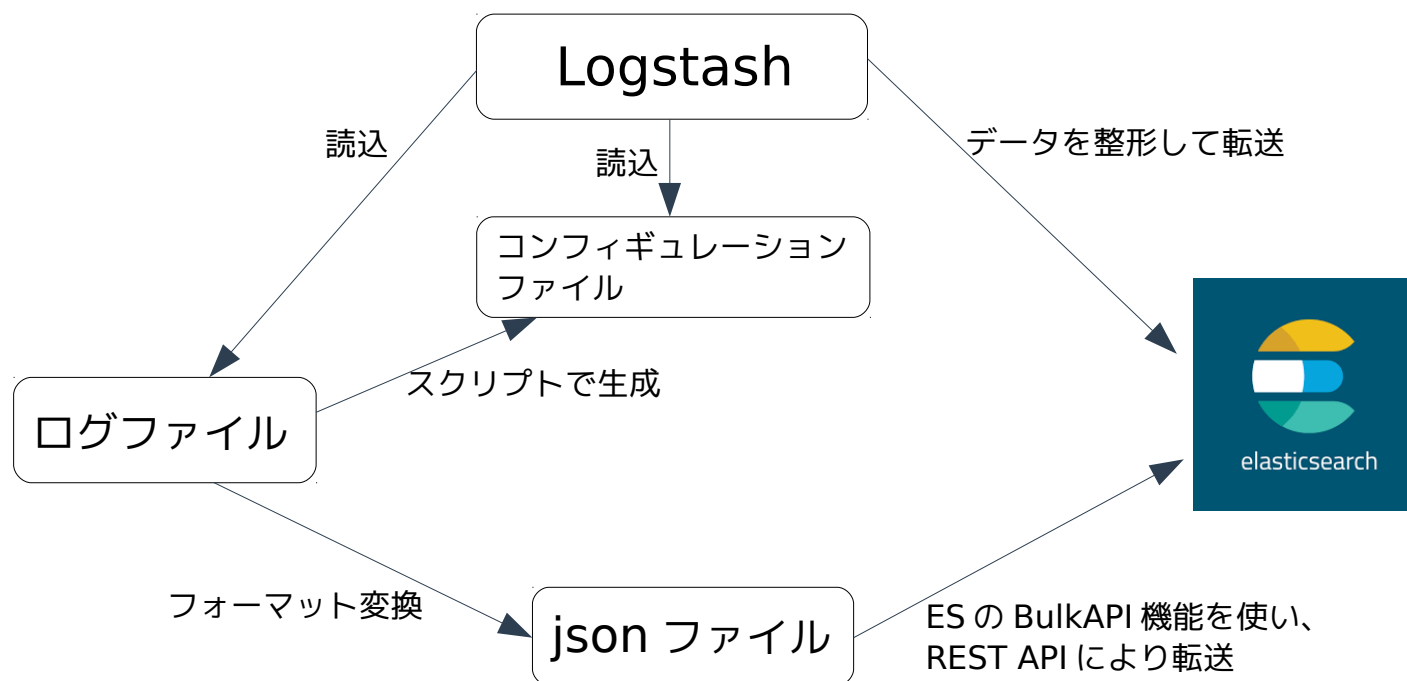 Logstash
読込
データを整形して転送
読込
コンフィギュレーション
ファイル
スクリプトで生成
ログファイル
elasticsearch
フォーマット変換
json ファイル
ES の BulkAPI 機能を使い、
REST API により転送